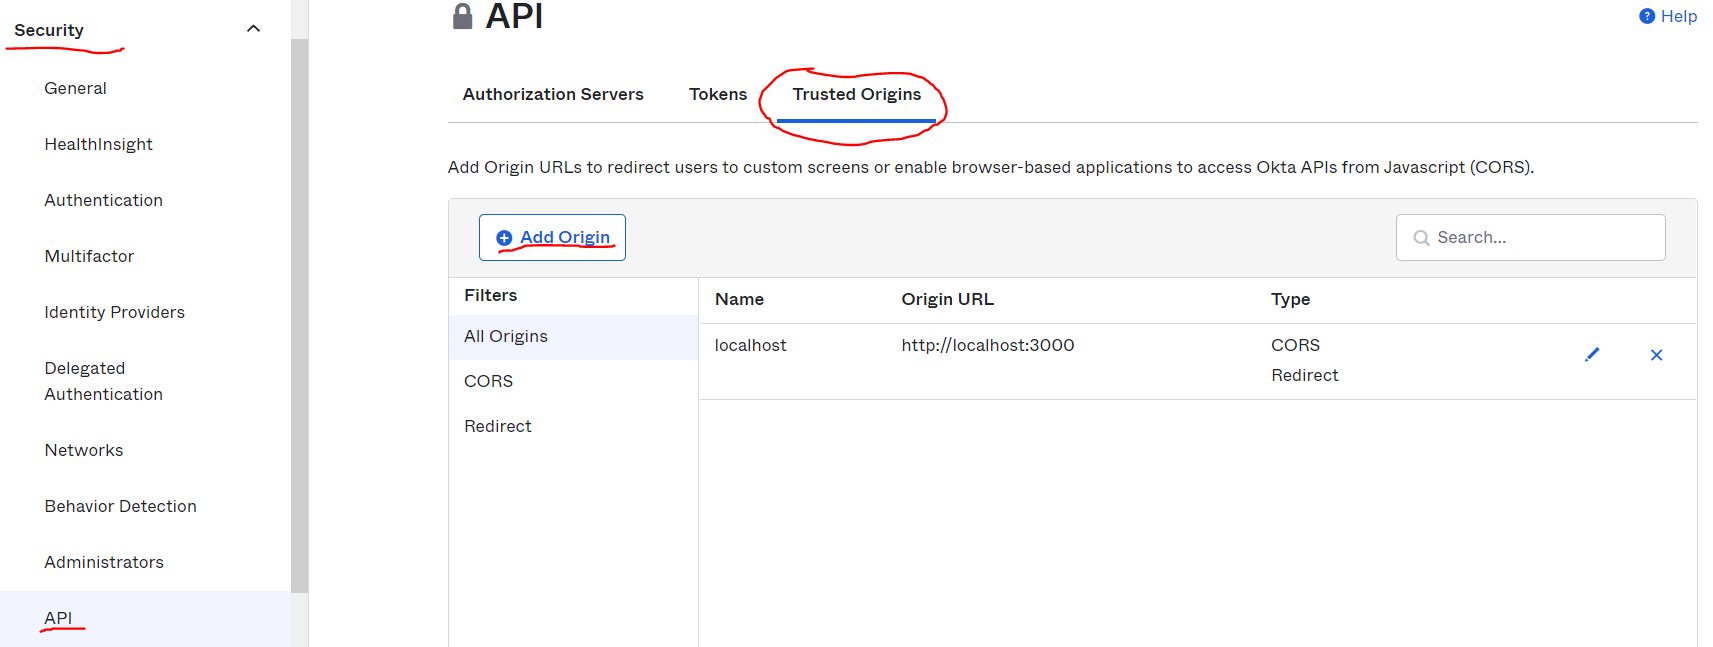 Security
General
HealthInsight
Authentication
Multifactor
Identity Providers
Delegated
Authentication
Networks
Behavior Detection
Administrators
API
API
Help
Authorization Servers
Tokens
Trusted Origins
Add Origin URLs to redirect users to custom screens or enable browser-based applications to access Okta APIs from Javascript (CORS).
Add Origin
Search...
Filters
All Origins
CORS
Redirect
Name Origin URL Type
localhost http://localhost:3000 CORS
Redirect